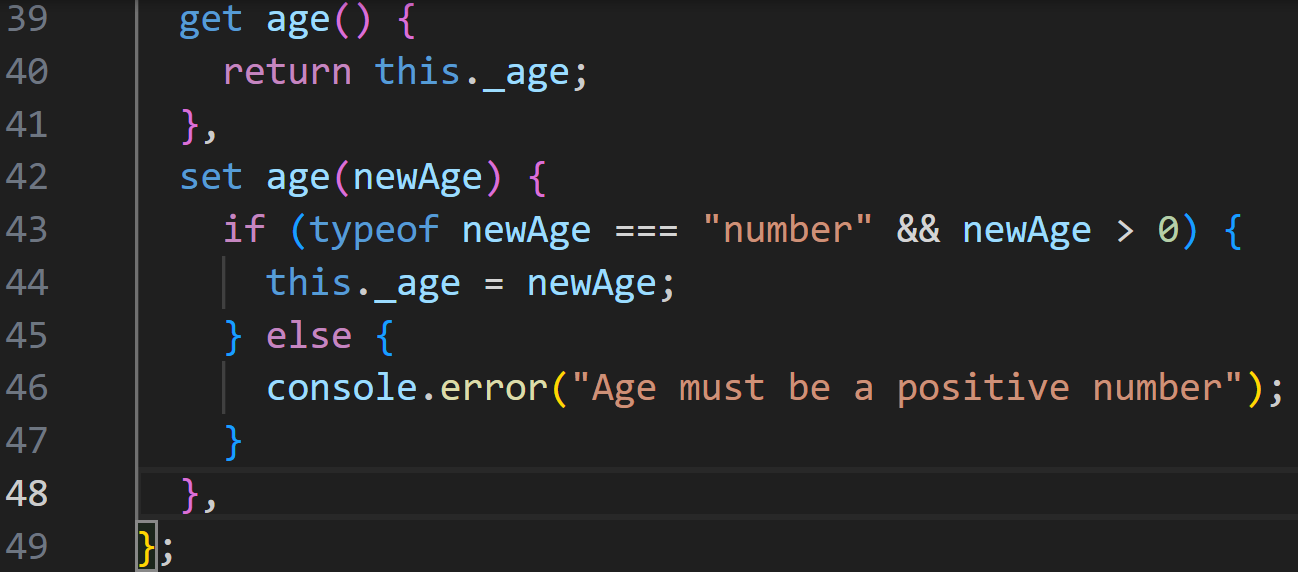 39 get age() {
40 return this._age;
41 },
42 set age(newAge) {
43 if (typeof newAge === "number" && newAge > 0) {
44 this._age = newAge;
45 } else {
46 console.error("Age must be a positive number");
47 }
48 },
49 };